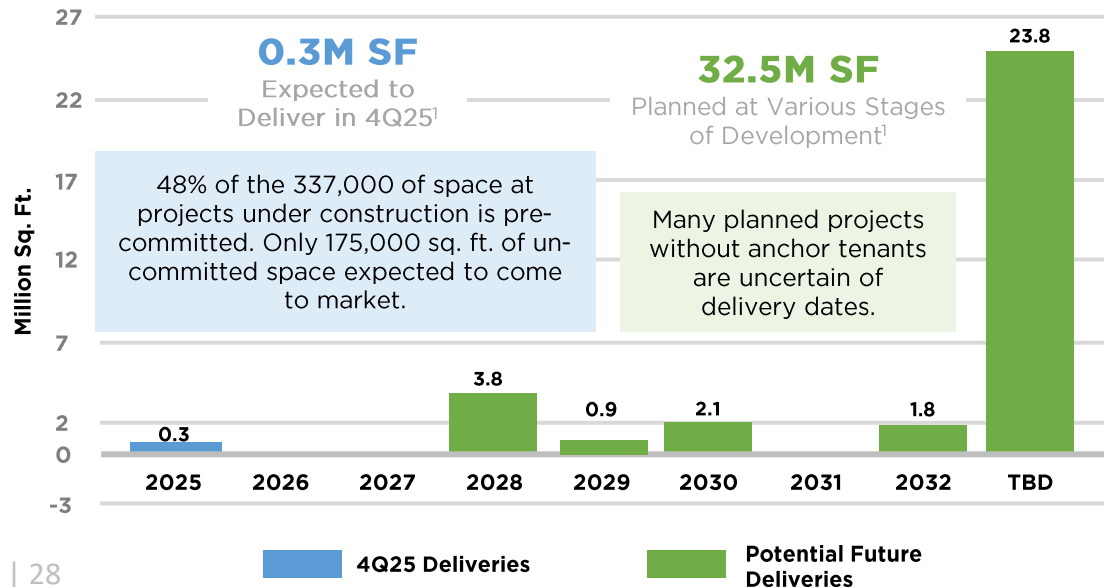 27
22
17
12
7
2
0
-3
Million Sq. Ft.
0.3M SF
Expected to
Deliver in 4Q25¹
32.5M SF
Planned at Various Stages
of Development¹
48% of the 337,000 of space at
projects under construction is pre-
committed. Only 175,000 sq. ft. of un-
committed space expected to come
to market.
Many planned projects
without anchor tenants
are uncertain of
delivery dates.
0.3
3.8
0.9
2.1
1.8
23.8
2025 2026 2027 2028 2029 2030 2031 2032 TBD
4Q25 Deliveries
Potential Future
Deliveries
| 28